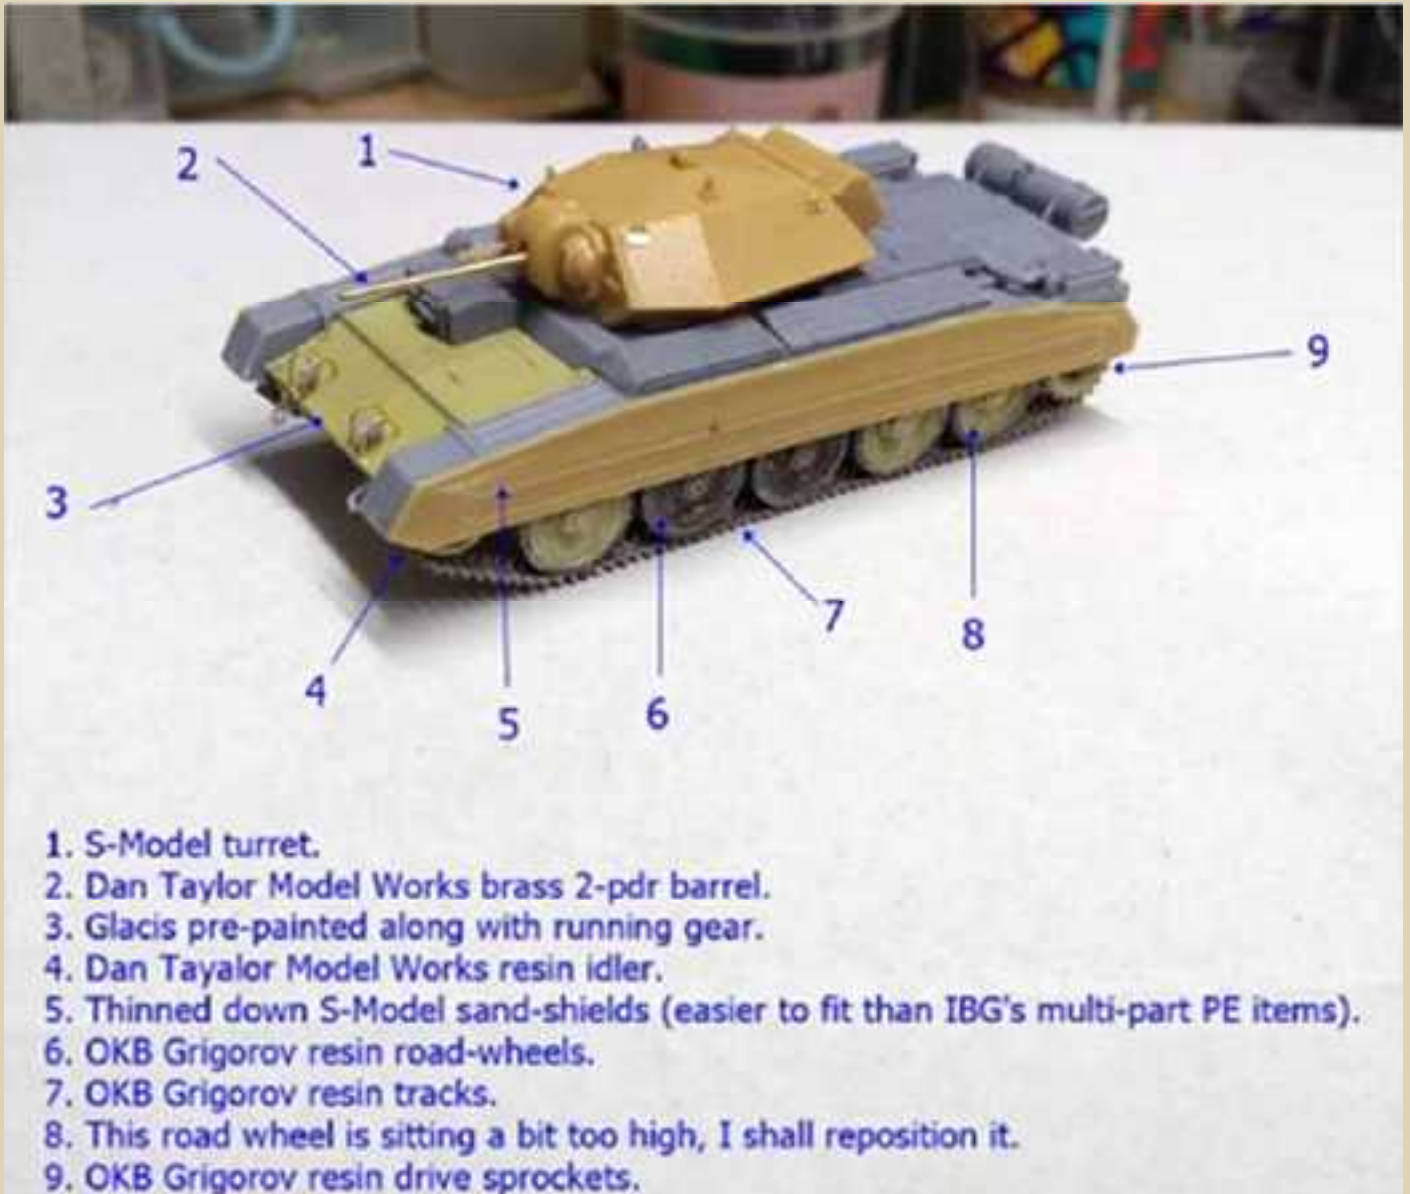 2
1
9
3
7
8
4
6
5
1. S-Model turret.
2. Dan Taylor Model Works brass 2-pdr barrel.
3. Glacis pre-painted along with running gear.
4. Dan Tayalor Model Works resin idler.
5. Thinned down S-Model sand-shields (easier to fit than IBG's multi-part PE items).
6. OKB Grigorov resin road-wheels.
7. OKB Grigorov resin tracks.
8. This road wheel is sitting a bit too high, I shall reposition it.
9. OKB Grigorov resin drive sprockets.